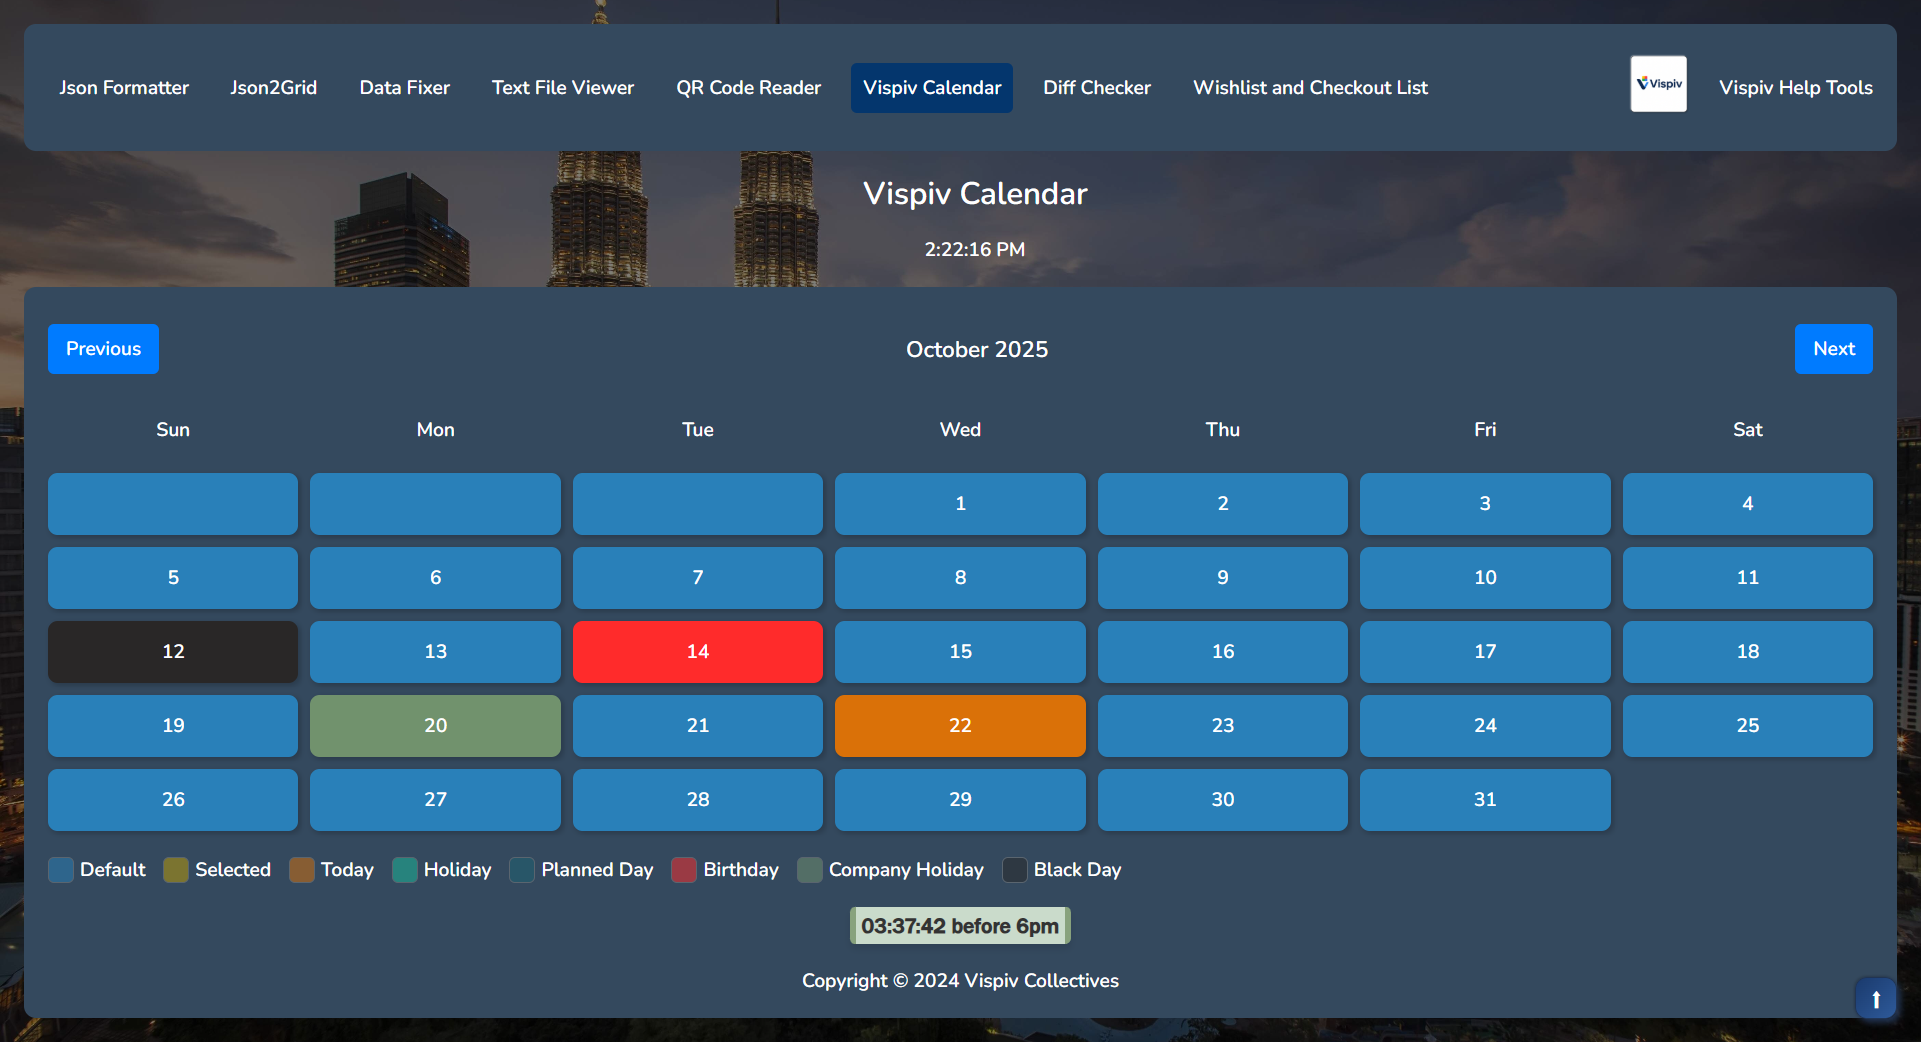 Json Formatter Json2Grid Data Fixer Text File Viewer QR Code Reader Vispiv Calendar Diff Checker Wishlist and Checkout List Vispiv Vispiv Help Tools
Vispiv Calendar
2:22:16 PM
Previous October 2025 Next
Sun Mon Tue Wed Thu Fri Sat
1 2 3 4
5 6 7 8 9 10 11
12 13 14 15 16 17 18
19 20 21 22 23 24 25
26 27 28 29 30 31
Default Selected Today Holiday Planned Day Birthday Company Holiday Black Day
03:37:42 before 6pm
Copyright © 2024 Vispiv Collectives